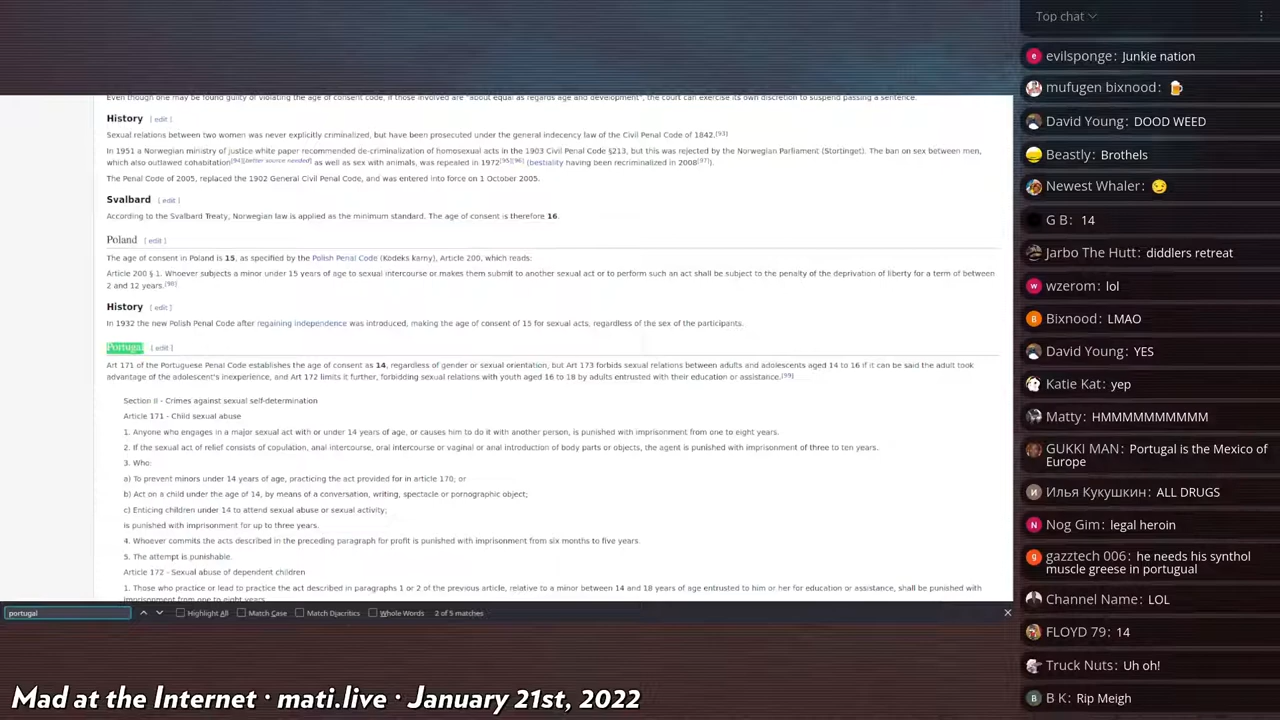 Even though one may be found guilty of violating the age of consent code, if those involved are "about equal as regards age and development", the court can exercise its own discretion to suspend passing a sentence.
History [ edit ]
Sexual relations between two women was never explicitly criminalized, but have been prosecuted under the general indecency law of the Civil Penal Code of 1842.[93]
In 1951 a Norwegian ministry of justice white paper recommended de-criminalization of homosexual acts in the 1903 Civil Penal Code §213, but this was rejected by the Norwegian Parliament (Stortinget). The ban on sex between men,
which also outlawed cohabitation[94][better source needed] as well as sex with animals, was repealed in 1972[95][96] (bestiality having been recriminalized in 2008[97]).
The Penal Code of 2005, replaced the 1902 General Civil Penal Code, and was entered into force on 1 October 2005.
Svalbard [ edit ]
According to the Svalbard Treaty, Norwegian law is applied as the minimum standard. The age of consent is therefore 16.
Poland [ edit ]
The age of consent in Poland is 15, as specified by the Polish Penal Code (Kodeks karny), Article 200, which reads:
Article 200 § 1. Whoever subjects a minor under 15 years of age to sexual intercourse or makes them submit to another sexual act or to perform such an act shall be subject to the penalty of the deprivation of liberty for a term of between
2 and 12 years.[98]
History [ edit ]
In 1932 the new Polish Penal Code after regaining independence was introduced, making the age of consent of 15 for sexual acts, regardless of the sex of the participants.
Portugal [ edit ]
Art 171 of the Portuguese Penal Code establishes the age of consent as 14, regardless of gender or sexual orientation, but Art 173 forbids sexual relations between adults and adolescents aged 14 to 16 if it can be said the adult took
advantage of the adolescent's inexperience, and Art 172 limits it further, forbidding sexual relations with youth aged 16 to 18 by adults entrusted with their education or assistance.[99]
Section II - Crimes against sexual self-determination
Article 171 - Child sexual abuse
1. Anyone who engages in a major sexual act with or under 14 years of age, or causes him to do it with another person, is punished with imprisonment from one to eight years.
2. If the sexual act of relief consists of copulation, anal intercourse, oral intercourse or vaginal or anal introduction of body parts or objects, the agent is punished with imprisonment of three to ten years.
3. Who:
a) To prevent minors under 14 years of age, practicing the act provided for in article 170; or
b) Act on a child under the age of 14, by means of a conversation, writing, spectacle or pornographic object;
c) Enticing children under 14 to attend sexual abuse or sexual activity;
is punished with imprisonment for up to three years.
4. Whoever commits the acts described in the preceding paragraph for profit is punished with imprisonment from six months to five years.
5. The attempt is punishable.
Article 172 - Sexual abuse of dependent children
1. Those who practice or lead to practice the act described in paragraphs 1 or 2 of the previous article, relative to a minor between 14 and 18 years of age entrusted to him or her for education or assistance, shall be punished with
imprisonment from one to eight years.
portugal Highlight All Match Case Match Diacritics Whole Words 2 of 5 matches
Mad at the Internet · mati.live · January 21st, 2022
Top chat
evilsponge: Junkie nation
mufugen bixnood: 🍺
David Young: DOOD WEED
Beastly: Brothels
Newest Whaler: 😏
G B: 14
Jarbo The Hutt: diddlers retreat
wzerom: lol
Bixnood: LMAO
David Young: YES
Katie Kat: yep
Matty: HMMMMMMMMM
GUKK MAN: Portugal is the Mexico of
Europe
Илья Кукушкин: ALL DRUGS
Nog Gim: legal heroin
gazztech 006: he needs his synthol
muscle greese in portugual
Channel Name: LOL
FLOYD 79: 14
Truck Nuts: Uh oh!
B K: Rip Meigh